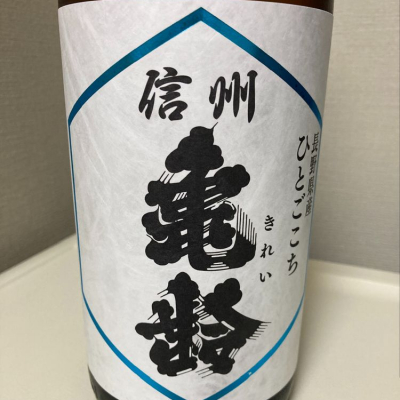 信州
亀齢
きれい
長野県産
ひとごこち